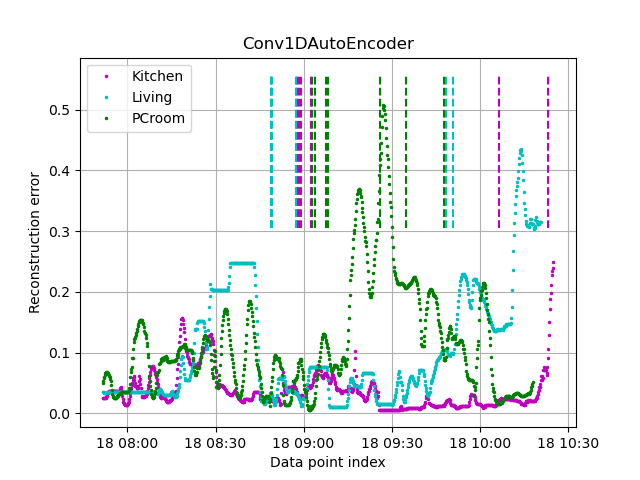 Conv1DAutoEncoder
Kitchen
Living
PCroom
Reconstruction error
0.5
0.4
0.3
0.2
0.1
0.0
18 08:00 18 08:30 18 09:00 18 09:30 18 10:00 18 10:30
Data point index